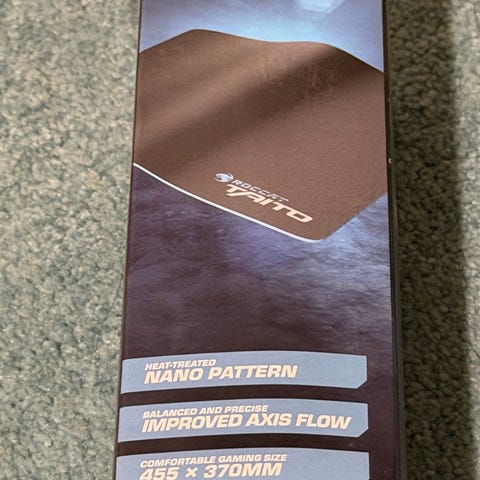 ROCCAT
TAITO
HEAT-TREATED
NANO PATTERN
BALANCED AND PRECISE
IMPROVED AXIS FLOW
COMFORTABLE GAMING SIZE
455 × 370MM